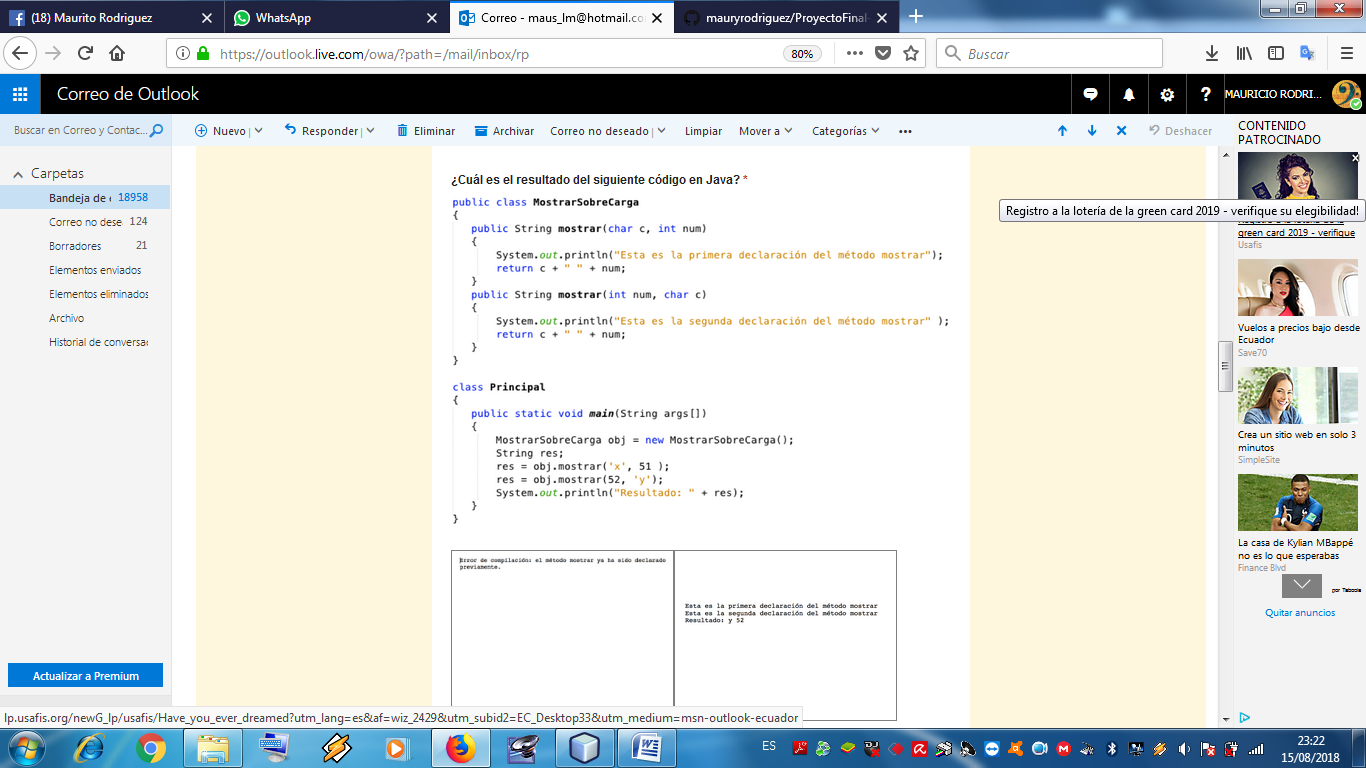 (18) Maurito Rodriguez
WhatsApp
Correo - maus_lm@hotmail.co
mauryrodriguez/ProyectoFinal-
https://outlook.live.com/owa/?path=/mail/inbox/rp
80%
Buscar
Correo de Outlook
MAURICIO RODRI...
Buscar en Correo y Contac...
Nuevo
Responder
Eliminar
Archivar
Correo no deseado
Limpiar
Mover a
Categorías
Deshacer
Carpetas
Bandeja de e 18958
Correo no dese 124
Borradores 21
Elementos enviados
Elementos eliminados
Archivo
Historial de conversac
Actualizar a Premium
¿Cuál es el resultado del siguiente código en Java? *
public class MostrarSobreCarga
{
public String mostrar(char c, int num)
{
System.out.println("Esta es la primera declaración del método mostrar");
return c + " " + num;
}
public String mostrar(int num, char c)
{
System.out.println("Esta es la segunda declaración del método mostrar" );
return c + " " + num;
}
}
class Principal
{
public static void main(String args[])
{
MostrarSobreCarga obj = new MostrarSobreCarga();
String res;
res = obj.mostrar('x', 51 );
res = obj.mostrar(52, 'y');
System.out.println("Resultado: " + res);
}
}
Error de compilación: el método mostrar ya ha sido declarado
previamente.
Esta es la primera declaración del método mostrar
Esta es la segunda declaración del método mostrar
Resultado: y 52
CONTENIDO
PATROCINADO
Registro a la lotería de la green card 2019 - verifique su elegibilidad!
green card 2019 - verifique
Usafis
Vuelos a precios bajo desde
Ecuador
Save70
Crea un sitio web en solo 3
minutos
SimpleSite
La casa de Kylian MBappé
no es lo que esperabas
Finance Blvd
por Taboola
Quitar anuncios
lp.usafis.org/newG_lp/usafis/Have_you_ever_dreamed?utm_lang=es&af=wiz_2429&utm_subid2=EC_Desktop33&utm_medium=msn-outlook-ecuador
ES
23:22
15/08/2018